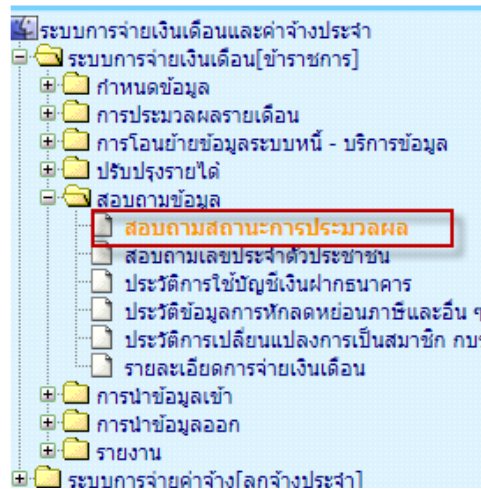 ระบบการจ่ายเงินเดือนและค่าจ้างประจำ
ระบบการจ่ายเงินเดือน[ข้าราชการ]
กำหนดข้อมูล
การประมวลผลรายเดือน
การโอนย้ายข้อมูลระบบหนี้ - บริการข้อมูล
ปรับปรุงรายได้
สอบถามข้อมูล
สอบถามสถานะการประมวลผล
สอบถามเลขประจำตัวประชาชน
ประวัติการใช้บัญชีเงินฝากธนาคาร
ประวัติข้อมูลการหักลดหย่อนภาษีและอื่น ๆ
ประวัติการเปลี่ยนแปลงการเป็นสมาชิก
รายละเอียดการจ่ายเงินเดือน
การนำข้อมูลเข้า
การนำข้อมูลออก
รายงาน
ระบบการจ่ายค่าจ้าง[ลูกจ้างประจำ]